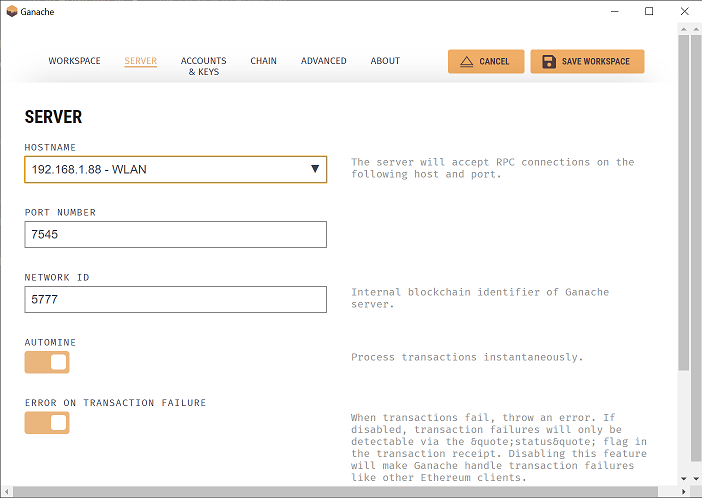 Ganache
WORKSPACE
SERVER
ACCOUNTS
& KEYS
CHAIN
ADVANCED
ABOUT
CANCEL
SAVE WORKSPACE
SERVER
HOSTNAME
192.168.1.88 - WLAN
The server will accept RPC connections on the
following host and port.
PORT NUMBER
7545
NETWORK ID
5777
Internal blockchain identifier of Ganache
server.
AUTOMINE
Process transactions instantaneously.
ERROR ON TRANSACTION FAILURE
When transactions fail, throw an error. If
disabled, transaction failures will only be
detectable via the &quote;status&quote; flag in
the transaction receipt. Disabling this feature
will make Ganache handle transaction failures
like other Ethereum clients.